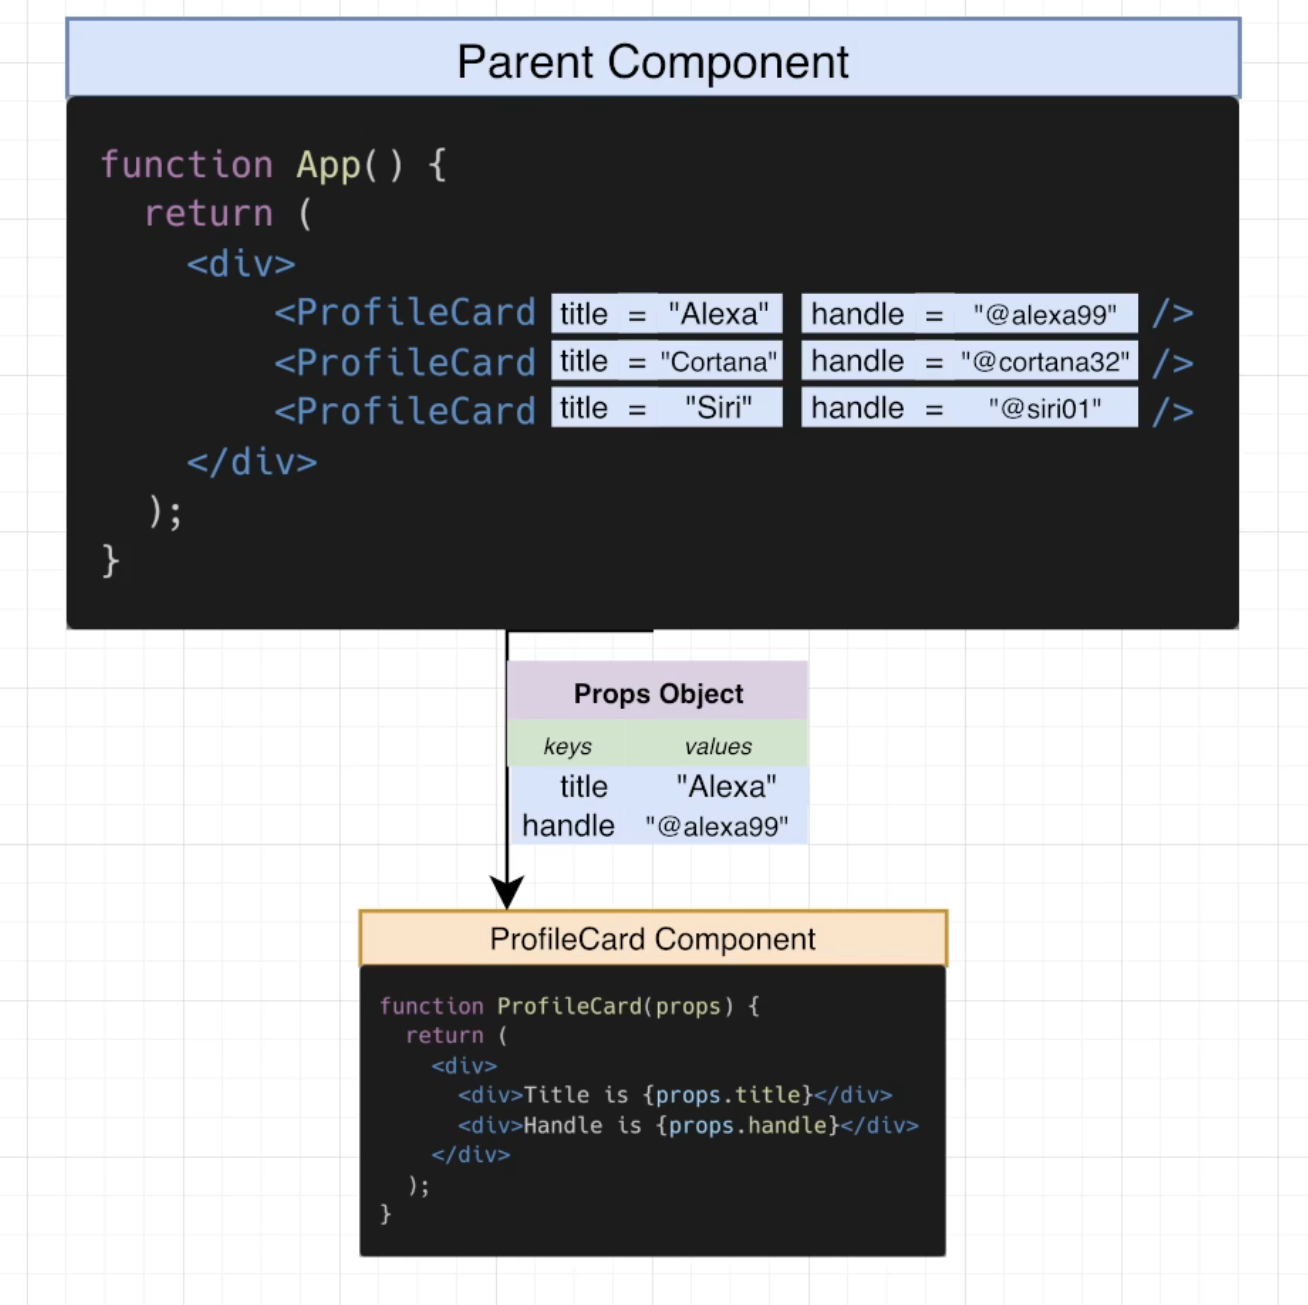 Parent Component
function App() {
return (
<div>
<ProfileCard title = "Alexa" handle = "@alexa99" />
<ProfileCard title = "Cortana" handle = "@cortana32" />
<ProfileCard title = "Siri" handle = "@siri01" />
</div>
);
}
Props Object
keys values
title "Alexa"
handle "@alexa99"
ProfileCard Component
function ProfileCard(props) {
return (
<div>
<div>Title is {props.title}</div>
<div>Handle is {props.handle}</div>
</div>
);
}